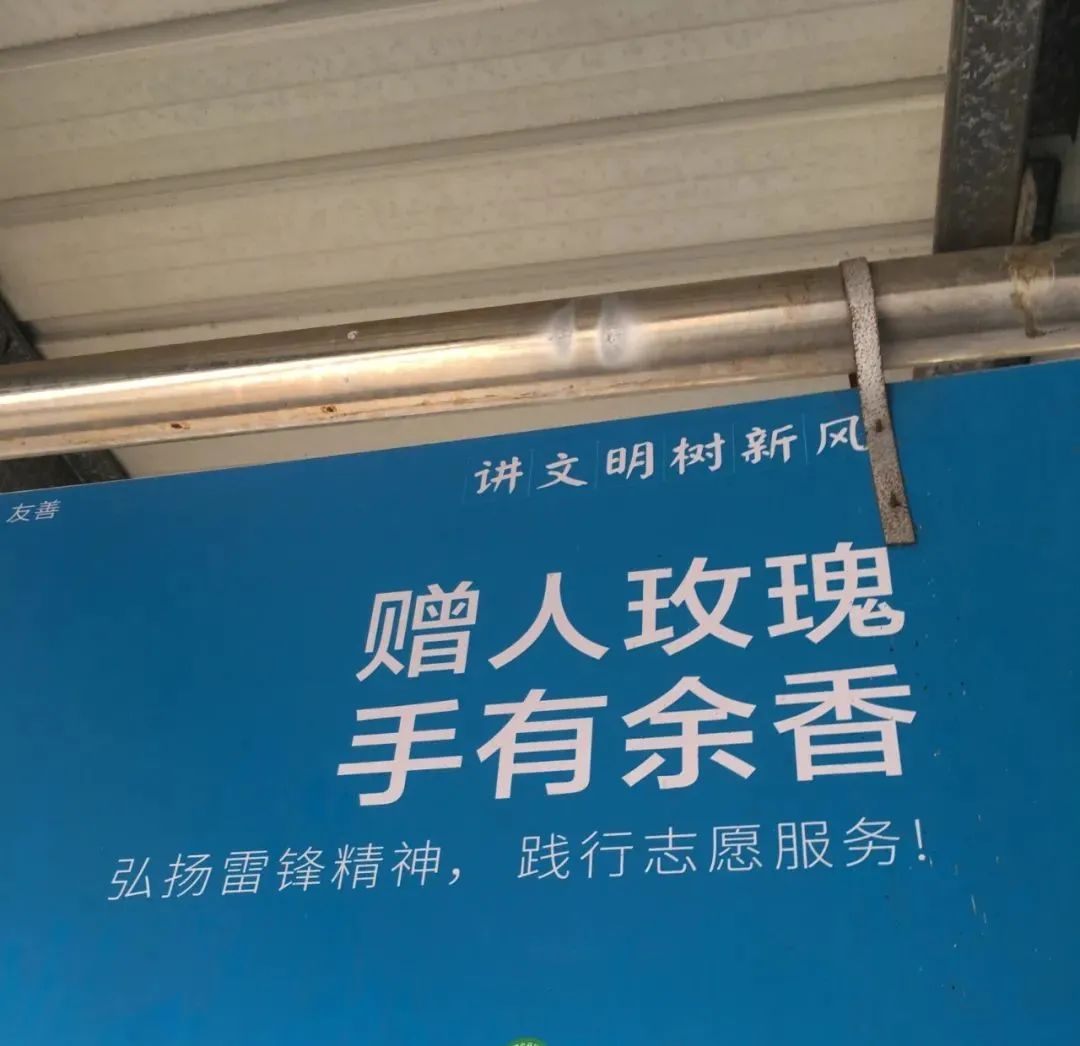 讲文明树新风
友善
赠人玫瑰
手有余香
弘扬雷锋精神，践行志愿服务！